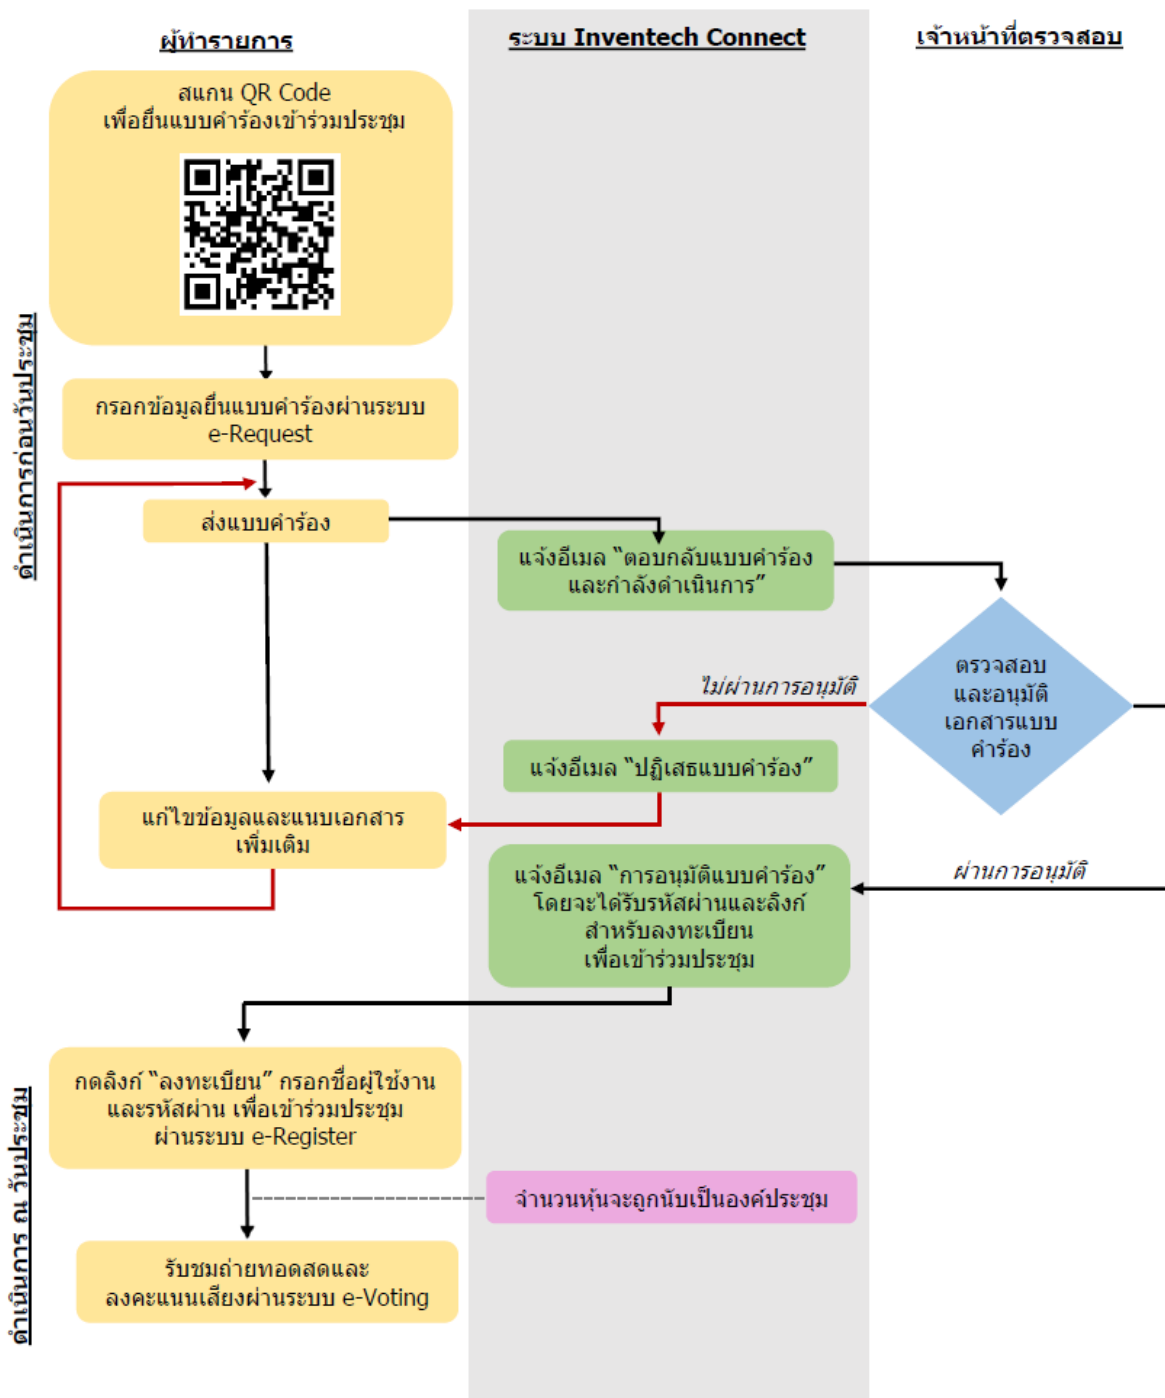 ผู้ทำรายการ
ระบบ Inventech Connect
เจ้าหน้าที่ตรวจสอบ
ดำเนินการก่อนวันประชุม
สแกน QR Code
เพื่อยื่นแบบคำร้องเข้าร่วมประชุม
กรอกข้อมูลยื่นแบบคำร้องผ่านระบบ
e-Request
ส่งแบบคำร้อง
แจ้งอีเมล “ตอบกลับแบบคำร้อง
และกำลังดำเนินการ”
ตรวจสอบ
และอนุมัติ
เอกสารแบบ
คำร้อง
ไม่ผ่านการอนุมัติ
แจ้งอีเมล “ปฏิเสธแบบคำร้อง”
แก้ไขข้อมูลและแนบเอกสาร
เพิ่มเติม
ผ่านการอนุมัติ
แจ้งอีเมล “การอนุมัติแบบคำร้อง”
โดยจะได้รับรหัสผ่านและลิงก์
สำหรับลงทะเบียน
เพื่อเข้าร่วมประชุม
ดำเนินการ ณ วันประชุม
กดลิงก์ “ลงทะเบียน” กรอกชื่อผู้ใช้งาน
และรหัสผ่าน เพื่อเข้าร่วมประชุม
ผ่านระบบ e-Register
จำนวนหุ้นจะถูกนับเป็นองค์ประชุม
รับชมถ่ายทอดสดและ
ลงคะแนนเสียงผ่านระบบ e-Voting